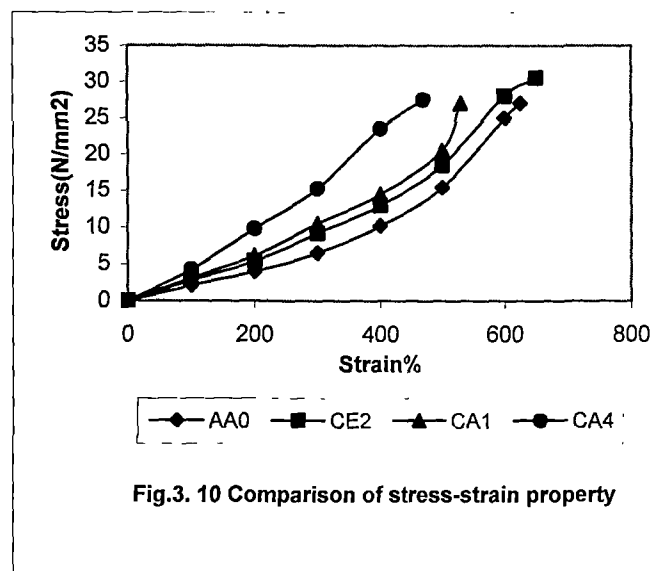 35
30
25
20
15
10
5
0
Stress(N/mm2)
0 200 400 600 800
Strain%
AA0 CE2 CA1 CA4
Fig.3. 10 Comparison of stress-strain property